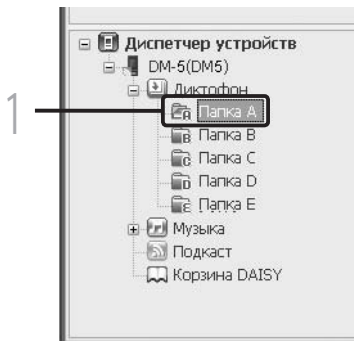 Диспетчер устройств
DM-5(DM5)
Диктофон
1
Папка A
Папка B
Папка C
Папка D
Папка E
Музыка
Подкаст
Корзина DAISY